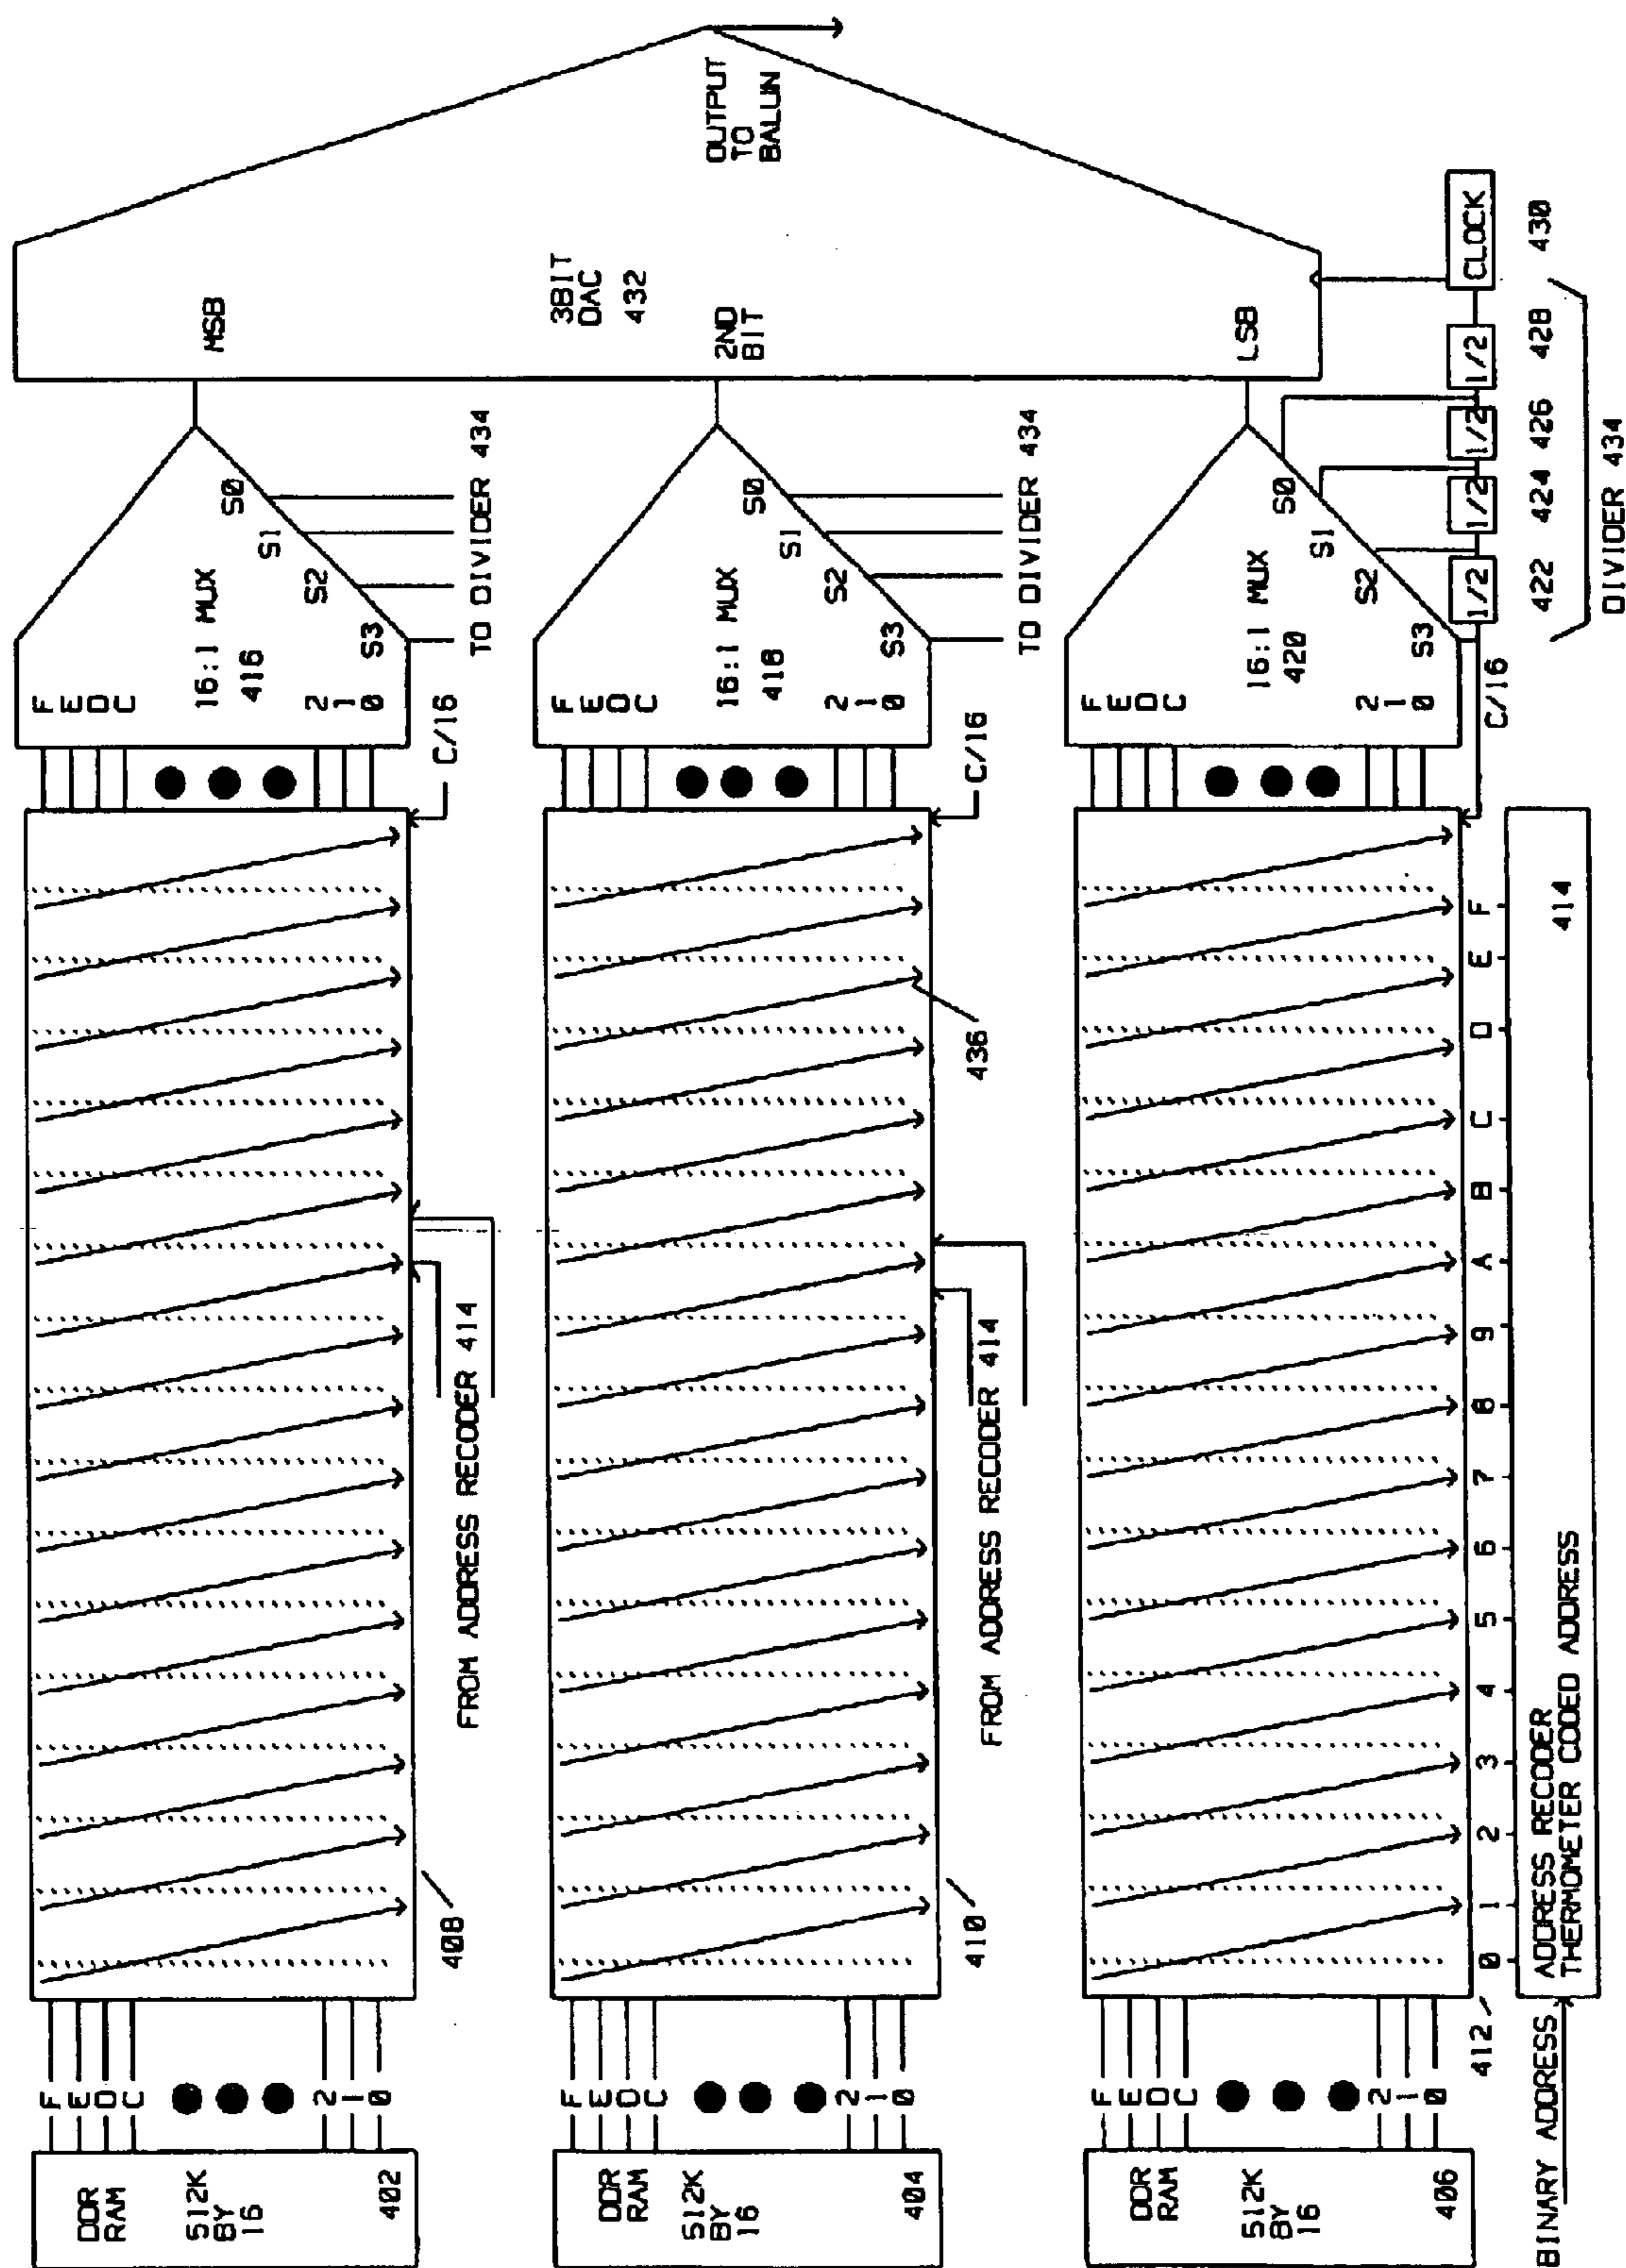 DDR
RAM
512K
BY
16
402
F
E
D
C
2
1
0
408
FROM ADDRESS RECODER 414
C/16
F
E
D
C
16:1 MUX
416
2
1
0
S3
S2
S1
S0
TO DIVIDER 434
MSB
DDR
RAM
512K
BY
16
404
F
E
D
C
2
1
0
410
FROM ADDRESS RECODER 414
436
C/16
F
E
D
C
16:1 MUX
418
2
1
0
S3
S2
S1
S0
TO DIVIDER 434
2ND
BIT
3BIT
DAC
432
OUTPUT
TO
BALUN
DDR
RAM
512K
BY
16
406
F
E
D
C
2
1
0
412
0 1 2 3 4 5 6 7 8 9 A B C D E F
C/16
F
E
D
C
16:1 MUX
420
2
1
0
S3
S2
S1
S0
LSB
1/2 1/2 1/2 1/2 CLOCK
422 424 426 428 430
DIVIDER 434
BINARY ADDRESS
ADDRESS RECODER
THERMOMETER CODED ADDRESS
414